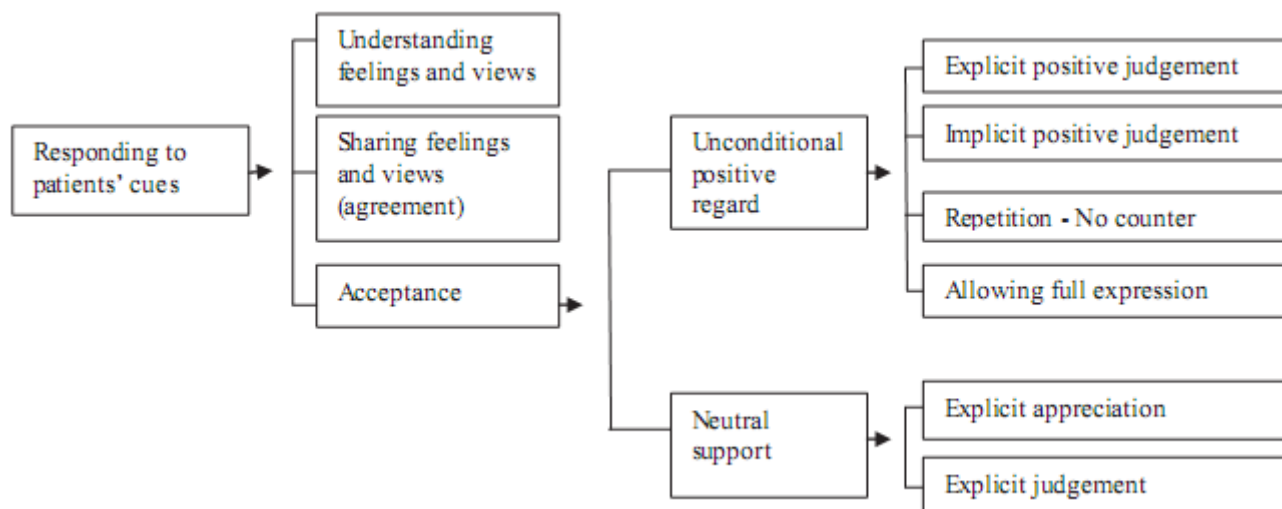 Understanding
feelings and views
Responding to
patients' cues
Sharing feelings
and views
(agreement)
Acceptance
Unconditional
positive
regard
Neutral
support
Explicit positive judgement
Implicit positive judgement
Repetition - No counter
Allowing full expression
Explicit appreciation
Explicit judgement